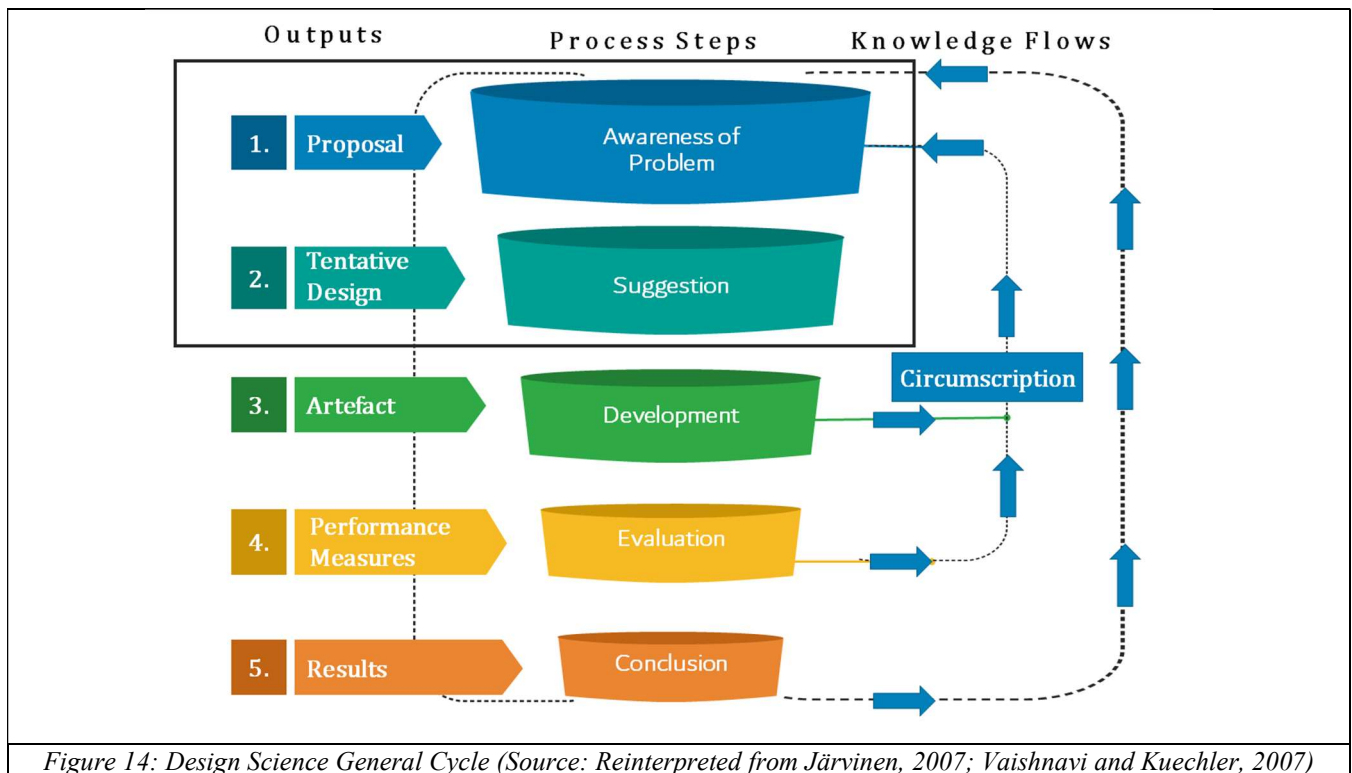 Outputs Process Steps Knowledge Flows
1. Proposal
Awareness of
Problem
2. Tentative
Design
Suggestion
Circumscription
3. Artefact
Development
4. Performance
Measures
Evaluation
5. Results
Conclusion
Figure 14: Design Science General Cycle (Source: Reinterpreted from Järvinen, 2007; Vaishnavi and Kuechler, 2007)